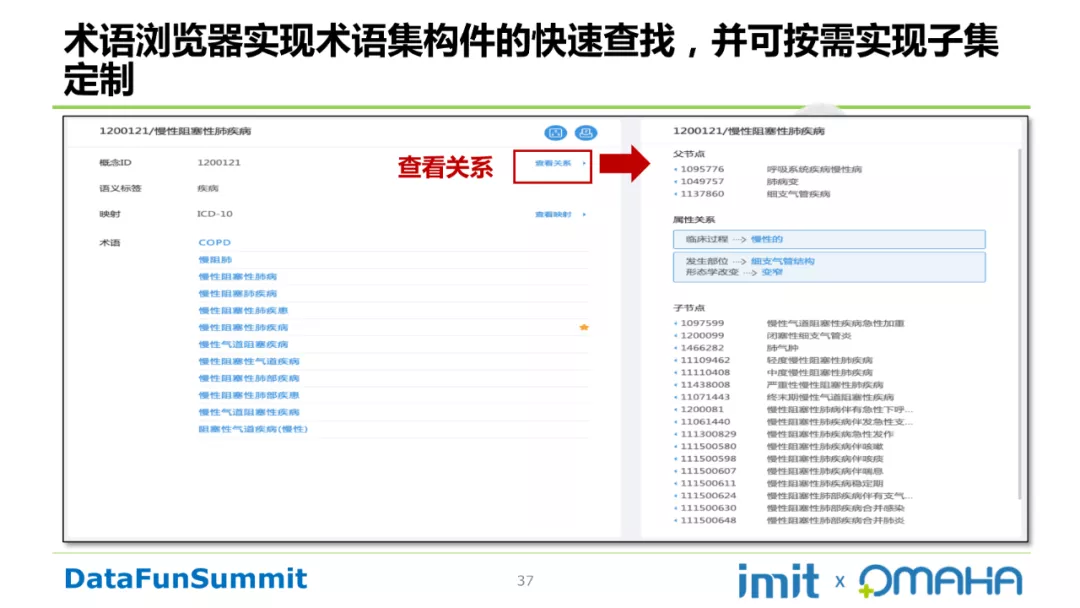 术语浏览器实现术语集构件的快速查找，并可按需实现子集
定制
1200121/慢性阻塞性肺疾病
概念ID 1200121
查看关系
查看关系
语义标签 疾病
映射 ICD-10 查看映射
术语 COPD
慢阻肺
慢性阻塞性肺病
慢性阻塞肺疾病
慢性阻塞性肺疾患
慢性阻塞性肺疾病
慢性气道阻塞疾病
慢性阻塞性气道疾病
慢性阻塞性肺部疾病
慢性阻塞性肺部疾患
慢性气道阻塞性疾病
阻塞性气道疾病(慢性)
1200121/慢性阻塞性肺疾病
父节点
1095776 呼吸系统疾病慢性病
1049757 肺病变
1137860 细支气管疾病
属性关系
临床过程 ···> 慢性的
发生部位 ···> 细支气管结构
形态学改变 ···> 变窄
子节点
1097599 慢性气道阻塞性疾病急性加重
1200099 闭塞性细支气管炎
1466282 肺气肿
11109462 轻度慢性阻塞性肺疾病
11110408 中度慢性阻塞性肺疾病
11438008 严重性慢性阻塞性肺疾病
11071443 终末期慢性气道阻塞性疾病
1200081 慢性阻塞性肺病伴有急性下呼...
11061440 慢性阻塞性肺疾病伴发急性支...
111300829 慢性阻塞性肺疾病急性发作
111500580 慢性阻塞性肺疾病伴咳嗽
111500598 慢性阻塞性肺疾病伴咳痰
111500607 慢性阻塞性肺疾病伴喘息
111500611 慢性阻塞性肺疾病稳定期
111500624 慢性阻塞性肺部疾病伴有支气...
111500630 慢性阻塞性肺部疾病合并感染
111500648 慢性阻塞性肺部疾病合并肺炎
DataFunSummit
37
imit x OMAHA